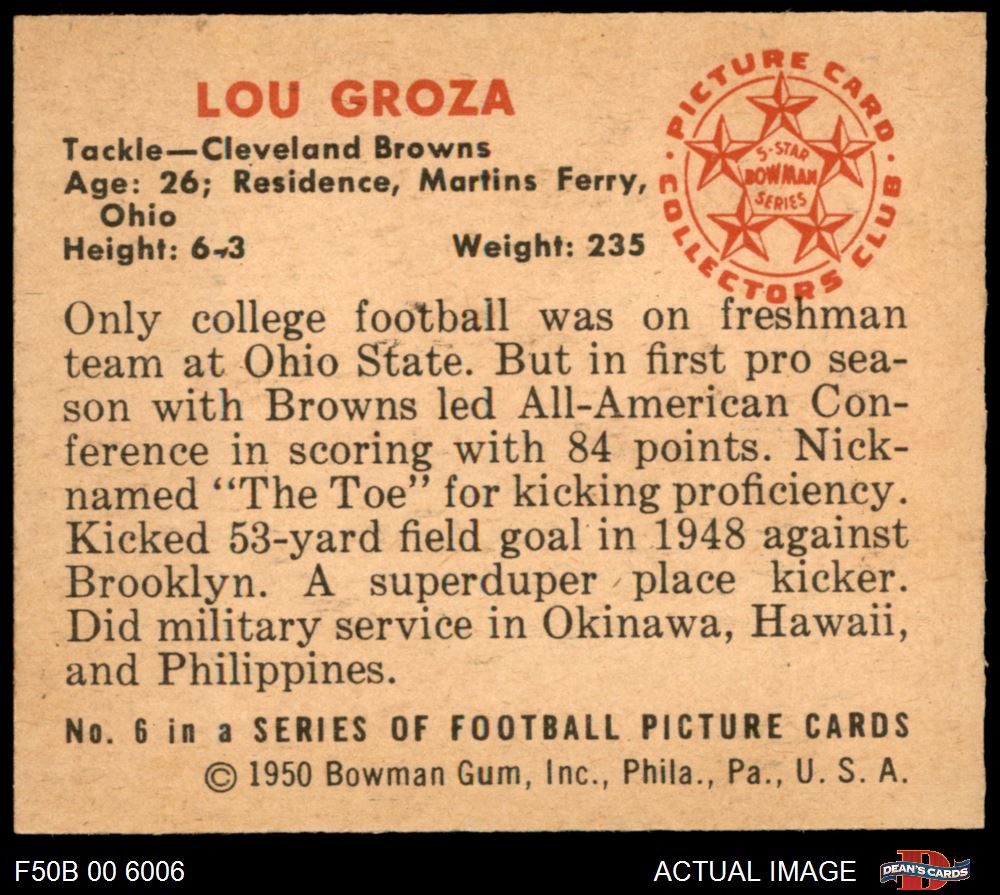 LOU GROZA
Tackle—Cleveland Browns
Age: 26; Residence, Martins Ferry,
Ohio
Height: 6-3 Weight: 235
PICTURE CARD
COLLECTORS CLUB
5-STAR
BOWMAN
SERIES
Only college football was on freshman
team at Ohio State. But in first pro sea-
son with Browns led All-American Con-
ference in scoring with 84 points. Nick-
named "The Toe" for kicking proficiency.
Kicked 53-yard field goal in 1948 against
Brooklyn. A superduper place kicker.
Did military service in Okinawa, Hawaii,
and Philippines.
No. 6 in a SERIES OF FOOTBALL PICTURE CARDS
© 1950 Bowman Gum, Inc., Phila., Pa., U. S. A.
F50B 00 6006 ACTUAL IMAGE
D
DEAN'S CARDS